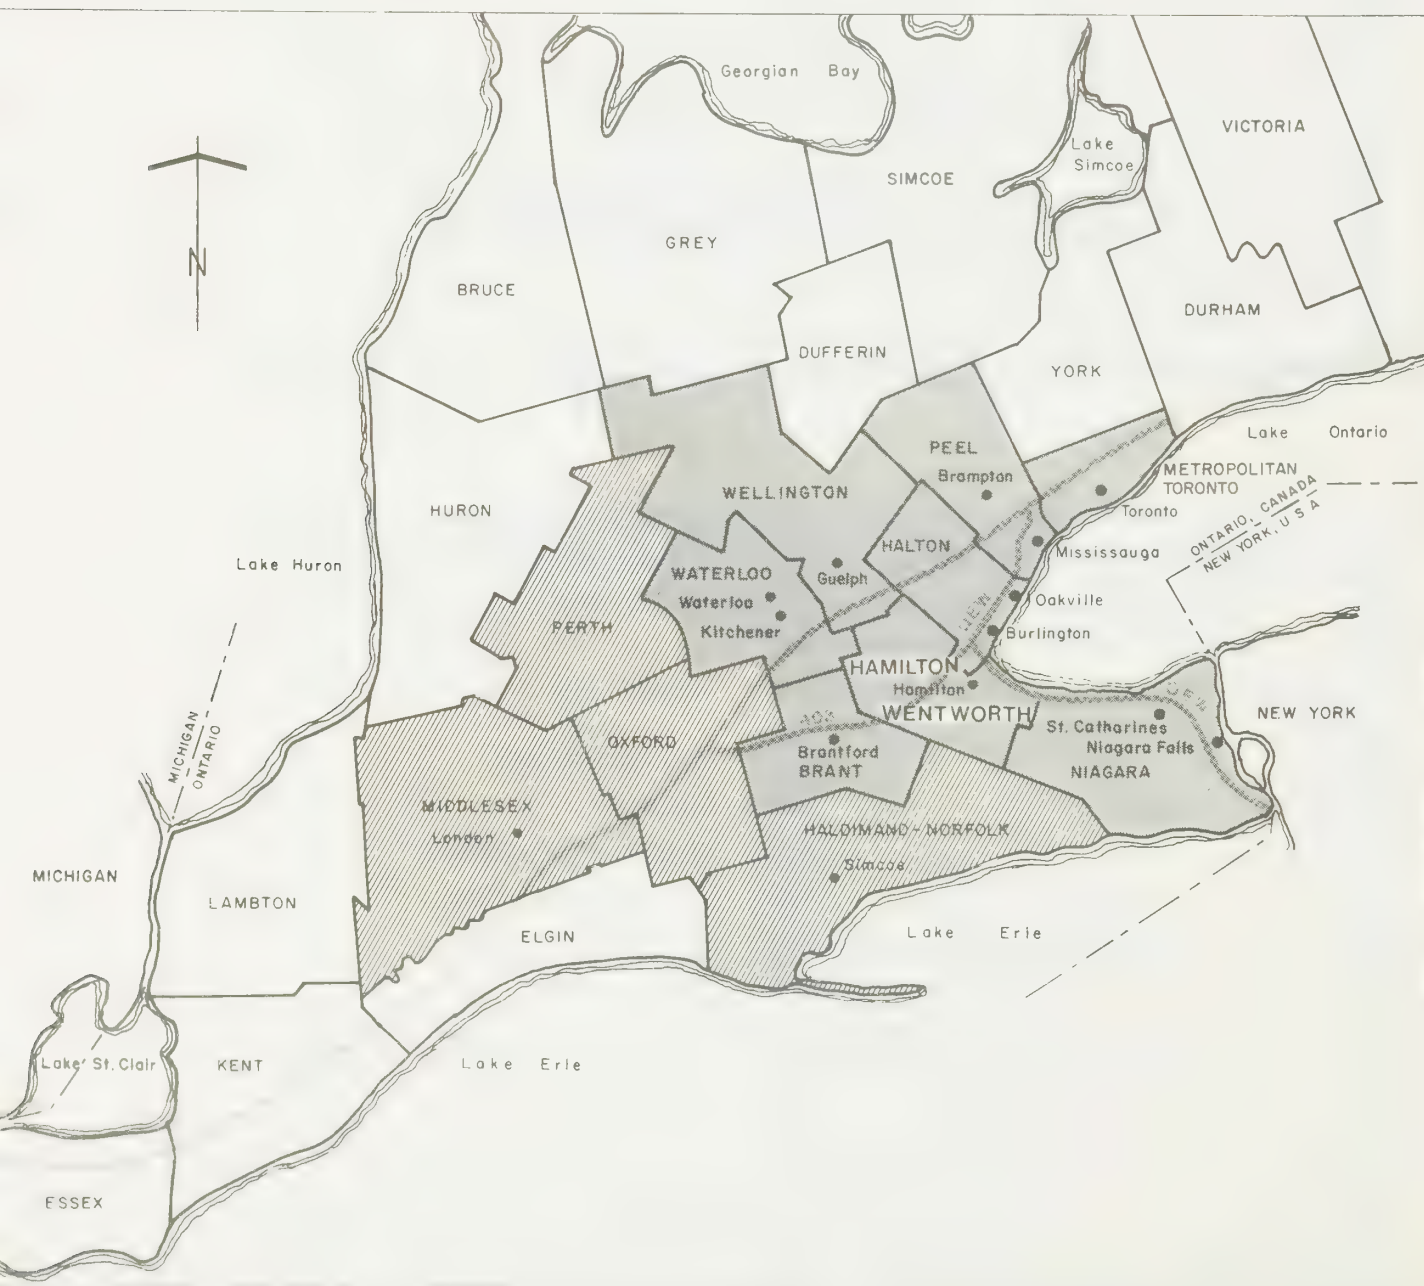 Georgian Bay
VICTORIA
Lake
Simcoe
SIMCOE
GREY
N
BRUCE
DURHAM
DUFFERIN
YORK
Lake Ontario
PEEL
Brampton
METROPOLITAN
TORONTO
WELLINGTON
Toronto
HURON
ONTARIO, CANADA
NEW YORK, U S A
HALTON
Mississauga
Lake Huron
WATERLOO
Guelph
Waterloo
Oakville
QEW
PERTH
Kitchener
Burlington
HAMILTON
Hamilton
WENTWORTH
QEW
NEW YORK
403
St. Catharines
OXFORD
Niagara Falls
MICHIGAN
ONTARIO
Brantford
BRANT
NIAGARA
MIDDLESEX
London
HALDIMAND-NORFOLK
Simcoe
MICHIGAN
LAMBTON
ELGIN
Lake Erie
Lake St. Clair
KENT
Lake Erie
ESSEX